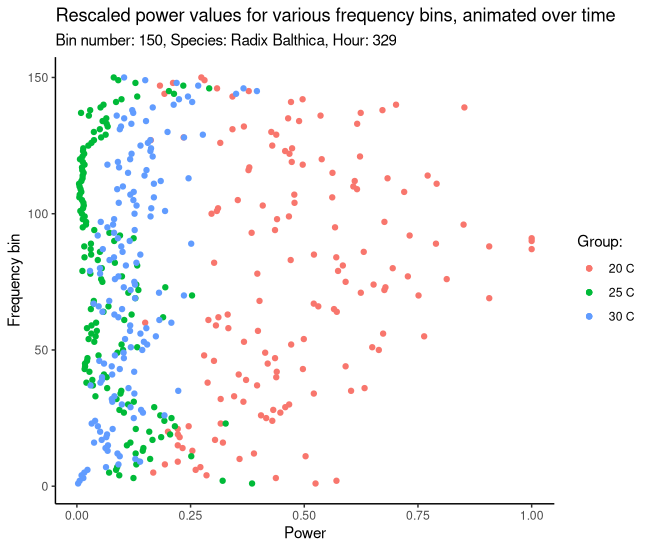 Rescaled power values for various frequency bins, animated over time
Bin number: 150, Species: Radix Balthica, Hour: 329
150
100
50
0
Frequency bin
0.00 0.25 0.50 0.75 1.00
Power
Group:
20 C
25 C
30 C